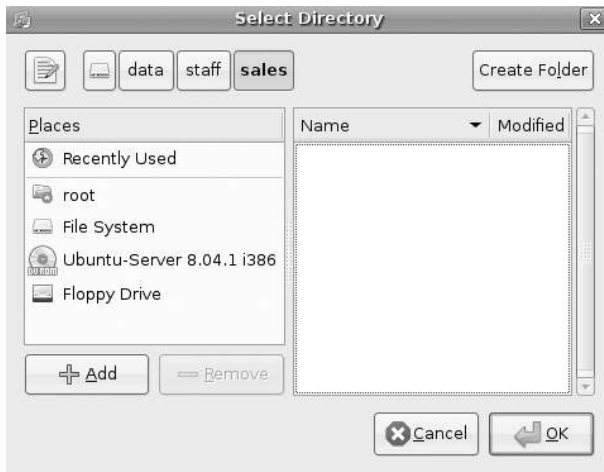 Select Directory
data staff sales Create Folder
Places
Recently Used
root
File System
Ubuntu-Server 8.04.1 i386
Floppy Drive
Add Remove
Name Modified
Cancel OK